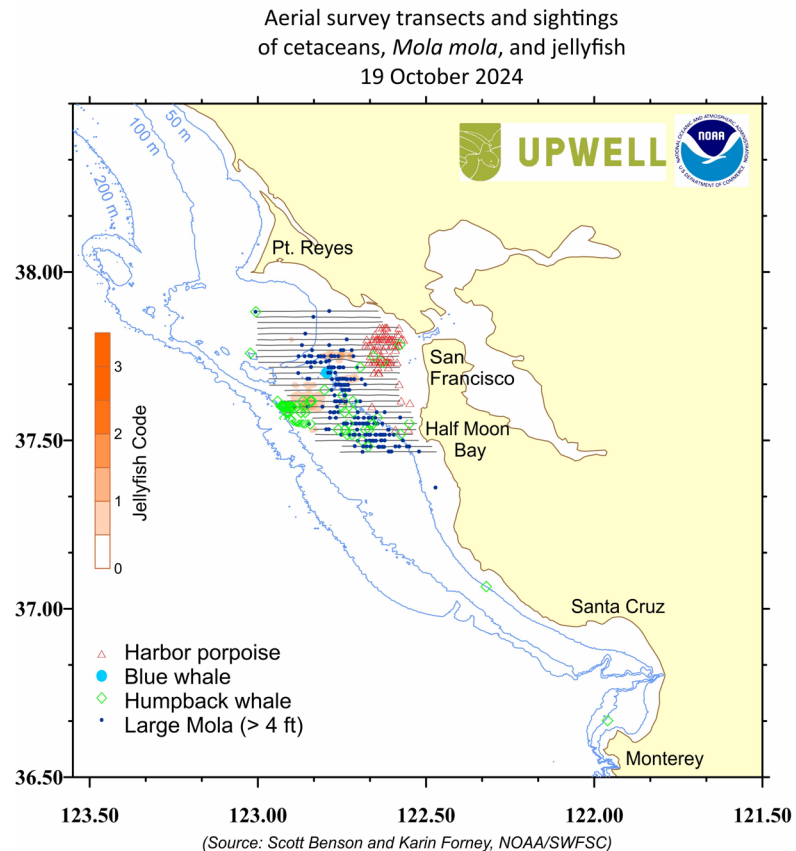 Aerial survey transects and sightings
of cetaceans, Mola mola, and jellyfish
19 October 2024
50 m
100 m
200 m
UPWELL
NATIONAL OCEANIC AND ATMOSPHERIC ADMINISTRATION
NOAA
U.S. DEPARTMENT OF COMMERCE
Pt. Reyes
38.00
San
Francisco
3
2
1
0
Jellyfish Code
37.50
Half Moon
Bay
37.00
Santa Cruz
Harbor porpoise
Blue whale
Humpback whale
Large Mola (> 4 ft)
Monterey
36.50
123.50
123.00
122.50
122.00
121.50
(Source: Scott Benson and Karin Forney, NOAA/SWFSC)